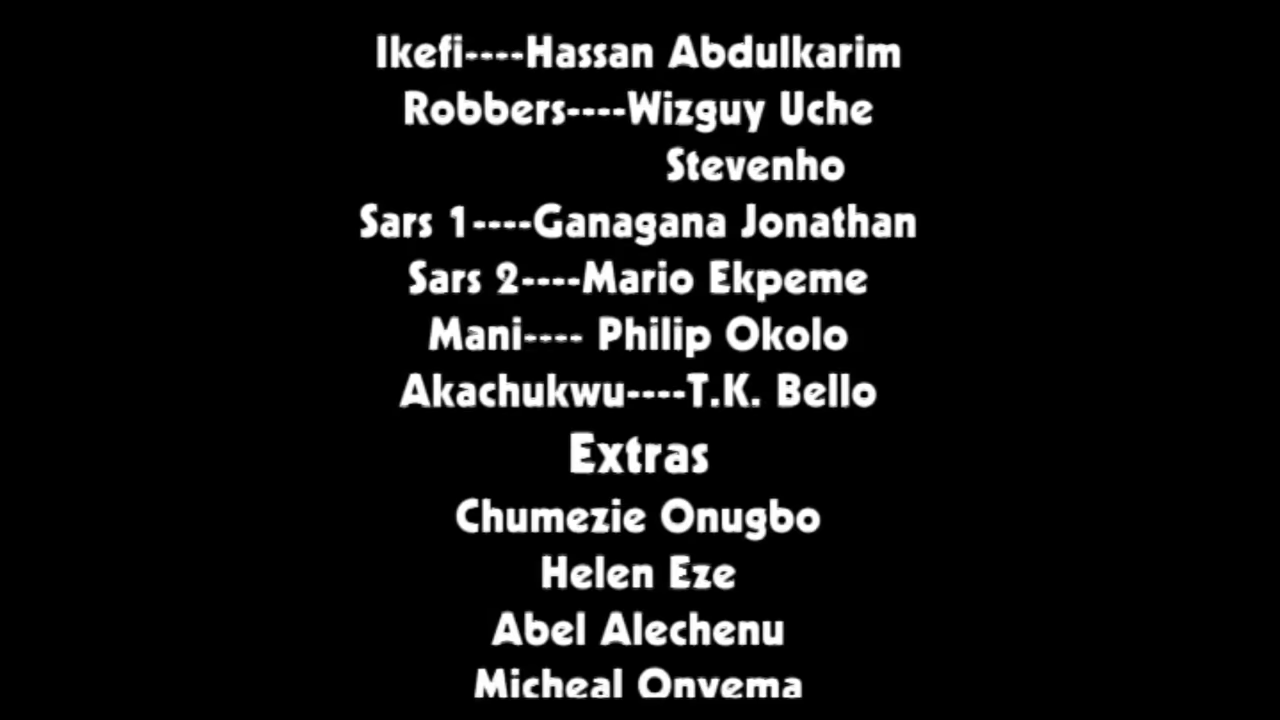 Ikefi----Hassan Abdulkarim
Robbers----Wizguy Uche
Stevenho
Sars 1----Ganagana Jonathan
Sars 2----Mario Ekpeme
Mani---- Philip Okolo
Akachukwu----T.K. Bello
Extras
Chumezie Onugbo
Helen Eze
Abel Alechenu
Micheal Onyema